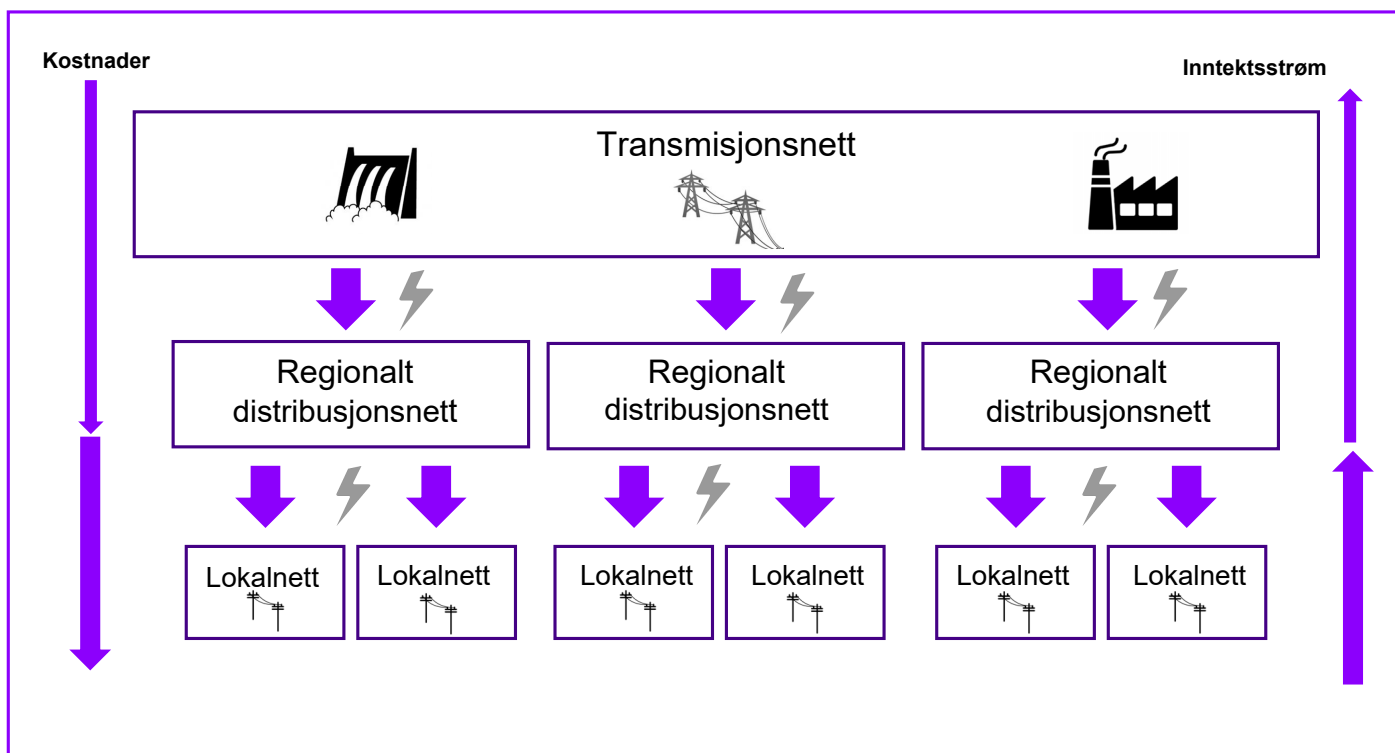 Kostnader
Inntektsstrøm
Transmisjonsnett
Regionalt
distribusjonsnett
Regionalt
distribusjonsnett
Regionalt
distribusjonsnett
Lokalnett
Lokalnett
Lokalnett
Lokalnett
Lokalnett
Lokalnett